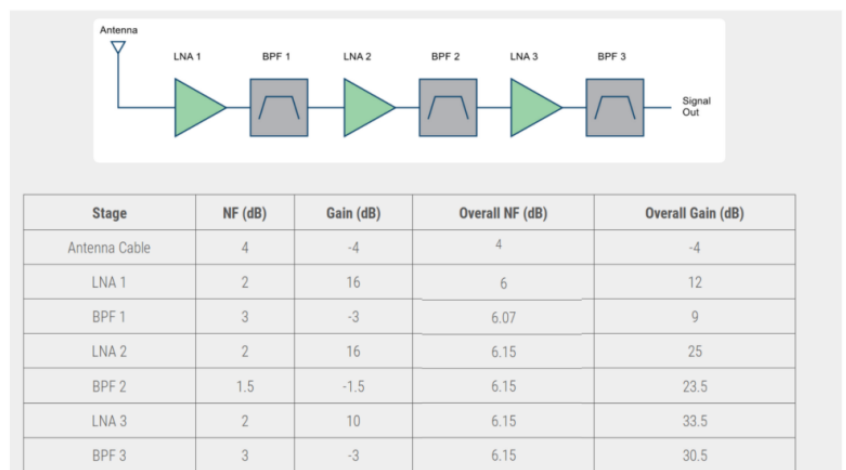 Antenna
LNA 1 BPF 1 LNA 2 BPF 2 LNA 3 BPF 3
Signal
Out
Stage NF (dB) Gain (dB) Overall NF (dB) Overall Gain (dB)
Antenna Cable 4 -4 4 -4
LNA 1 2 16 6 12
BPF 1 3 -3 6.07 9
LNA 2 2 16 6.15 25
BPF 2 1.5 -1.5 6.15 23.5
LNA 3 2 10 6.15 33.5
BPF 3 3 -3 6.15 30.5